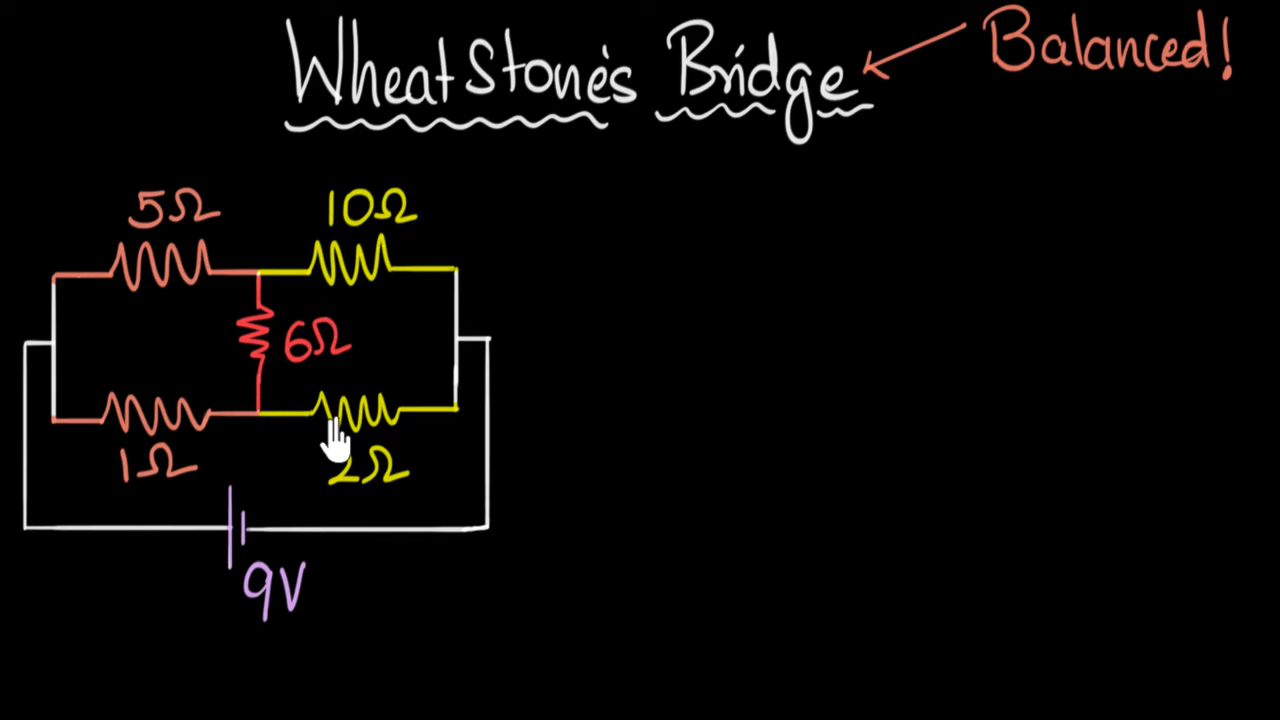 WheatStone's Bridge
Balanced!
5Ω
10Ω
6Ω
1Ω
2Ω
9V